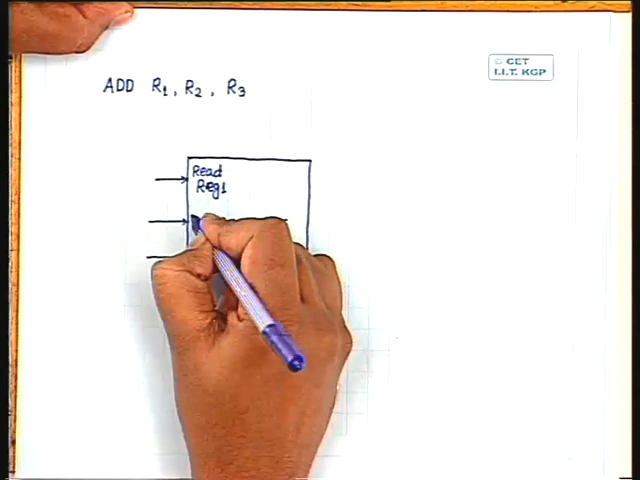 © CET
I.I.T. KGP
ADD R1, R2, R3
Read
Reg1